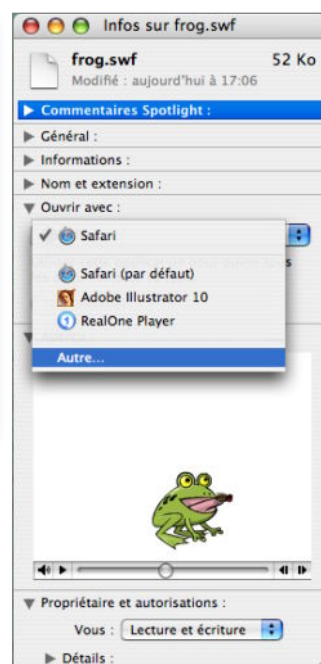 Infos sur frog.swf
frog.swf 52 Ko
Modifié : aujourd'hui à 17:06
Commentaires Spotlight :
Général :
Informations :
Nom et extension :
Ouvrir avec :
Safari
Safari (par défaut)
Adobe Illustrator 10
RealOne Player
Autre...
Propriétaire et autorisations :
Vous : Lecture et écriture
Détails :